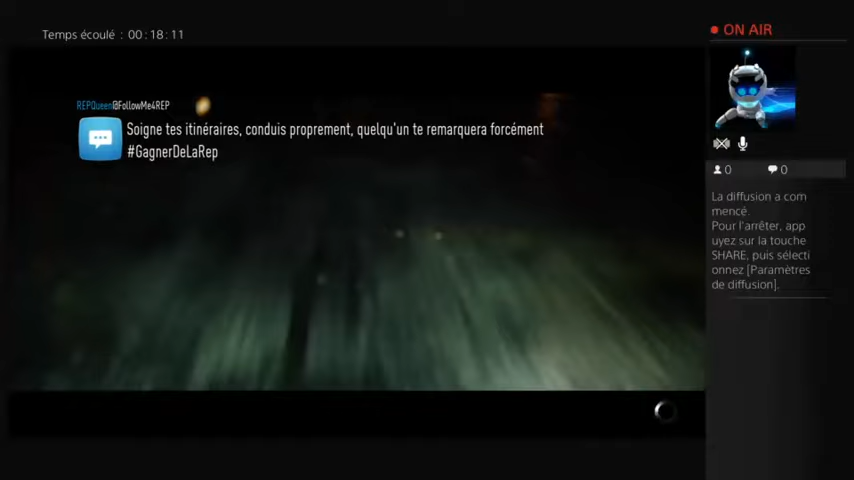 Temps écoulé : 00:18:11
ON AIR
REPQueen@FollowMe4REP
Soigne tes itinéraires, conduis proprement, quelqu'un te remarquera forcément
#GagnerDeLaRep
0 0
La diffusion a com
mencé.
Pour l'arrêter, app
uyez sur la touche
SHARE, puis sélecti
onnez [Paramètres
de diffusion].